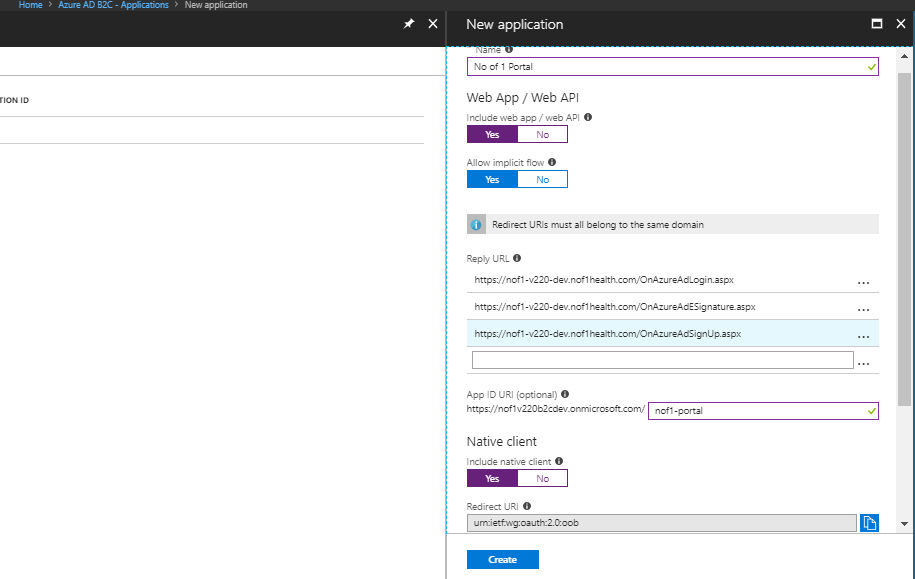 Home > Azure AD B2C - Applications > New application
New application
TION ID
Name
No of 1 Portal
Web App / Web API
Include web app / web API
Yes No
Allow implicit flow
Yes No
Redirect URIs must all belong to the same domain
Reply URL
https://nof1-v220-dev.nof1health.com/OnAzureAdLogin.aspx ...
https://nof1-v220-dev.nof1health.com/OnAzureAdESignature.aspx ...
https://nof1-v220-dev.nof1health.com/OnAzureAdSignUp.aspx ...
...
App ID URI (optional)
https://nof1v220b2cdev.onmicrosoft.com/ nof1-portal
Native client
Include native client
Yes No
Redirect URI
urn:ietf:wg:oauth:2.0:oob
Create